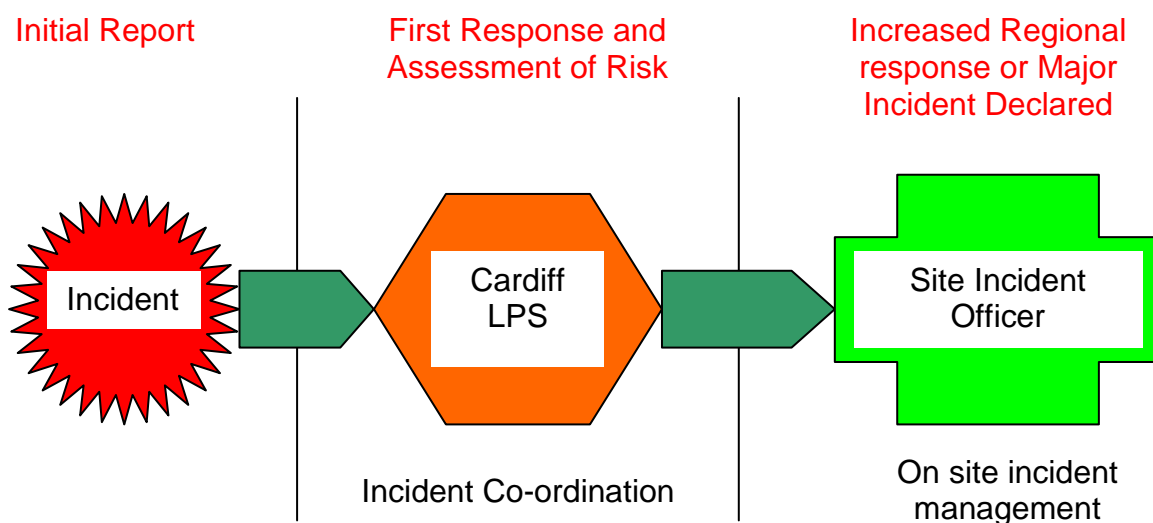 Initial Report
First Response and
Assessment of Risk
Increased Regional
response or Major
Incident Declared
Incident
Cardiff
LPS
Site Incident
Officer
Incident Co-ordination
On site incident
management